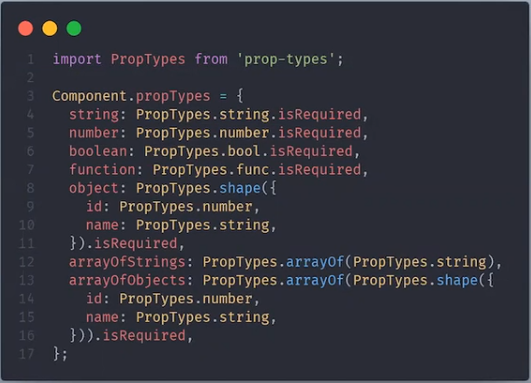 1 import PropTypes from 'prop-types';
2
3 Component.propTypes = {
4   string: PropTypes.string.isRequired,
5   number: PropTypes.number.isRequired,
6   boolean: PropTypes.bool.isRequired,
7   function: PropTypes.func.isRequired,
8   object: PropTypes.shape({
9     id: PropTypes.number,
10     name: PropTypes.string,
11   }).isRequired,
12   arrayOfStrings: PropTypes.arrayOf(PropTypes.string),
13   arrayOfObjects: PropTypes.arrayOf(PropTypes.shape({
14     id: PropTypes.number,
15     name: PropTypes.string,
16   })).isRequired,
17 };